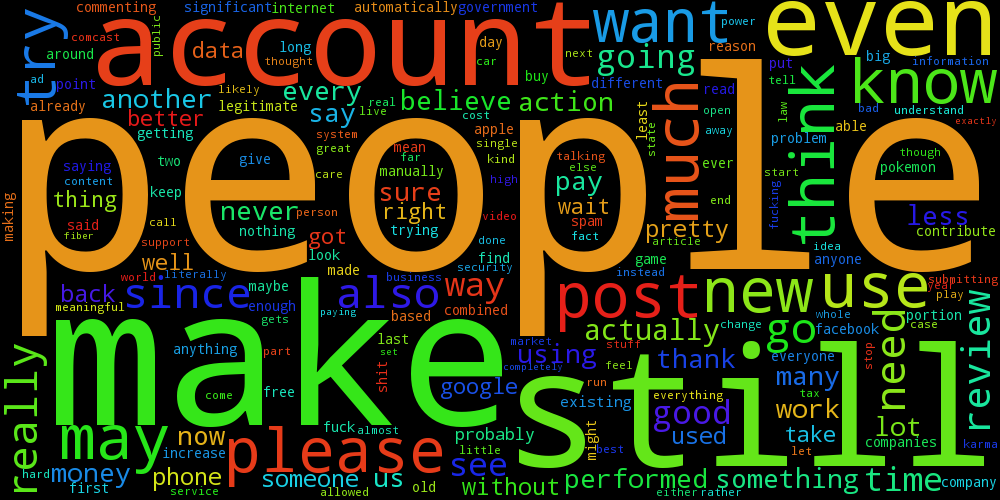 commenting
significant
internet
automatically
government
comcast
public
try
account
want
power
even
around
data
long
thought
day
car
next
going
reason
big
put
information
ad
point
likely
every
real
live
buy
different
read
tell
know
already
another
legitimate
say
believe
action
cost
least
much
open
law
think
bad
understand
better
getting
system
great
apple
single
kind
state
away
problem
able
exactly
people
saying
two
give
mean
far
manually
talking
else
ever
start
though
pokemon
content
keep
care
high
pay
thing
sure
end
fucking
making
said
call
never
person
right
video
wait
spam
pretty
less
contribute
fiber
nothing
trying
fact
idea
support
got
done
article
anyone
well
look
find
game
world
literally
made
business
security
instead
submitting
back
since
maybe
also
way
post
new
use
year
play
meaningful
enough
based
combined
portion
gets
paying
whole
make
last
market
actually
change
go
facebook
case
really
anything
part
set
using
stuff
thank
everyone
need
stop
review
completely
feel
still
come
free
shit
google
run
everything
many
existing
good
tax
work
may
now
fuck
almost
probably
might
used
take
lot
companies
karma
increase
please
little
best
let
hard
money
phone
someone
us
see
without
performed
something
time
company
first
service
allowed
old
either
rather